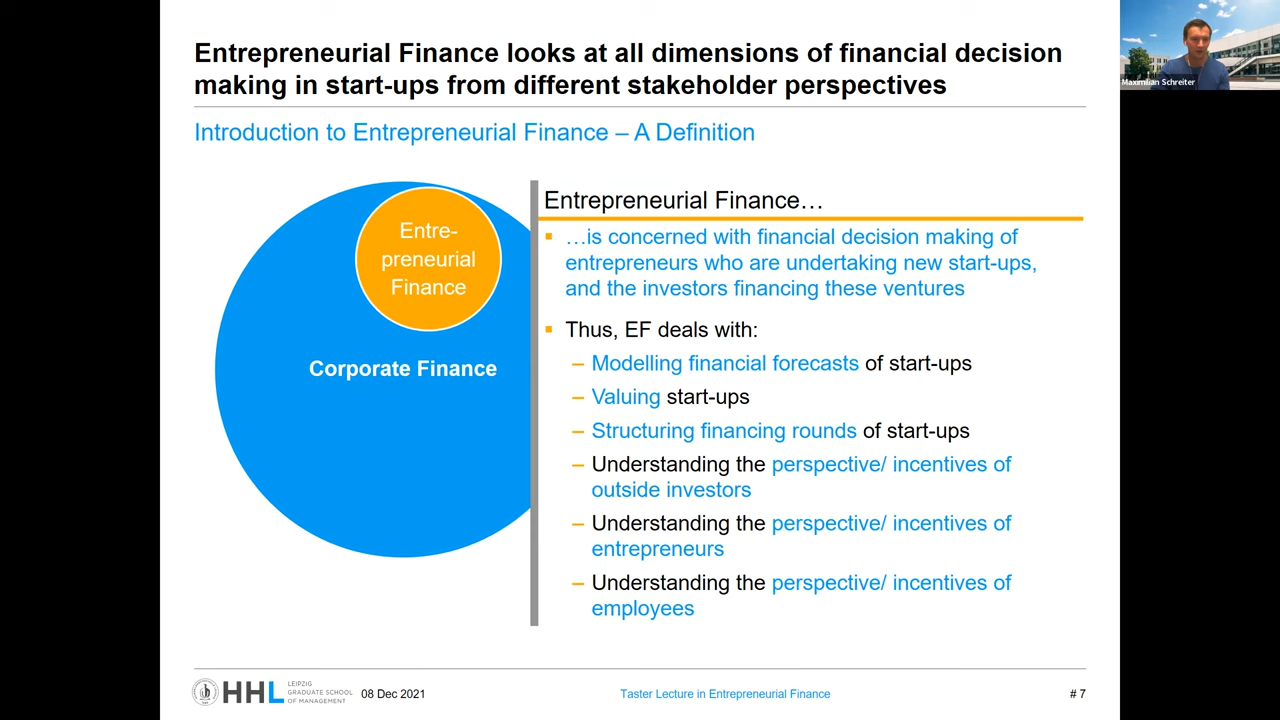 Entrepreneurial Finance looks at all dimensions of financial decision
making in start-ups from different stakeholder perspectives
Maximilian Schreiter
Introduction to Entrepreneurial Finance – A Definition
Entre-
preneurial
Finance
Corporate Finance
Entrepreneurial Finance…
▪ …is concerned with financial decision making of
entrepreneurs who are undertaking new start-ups,
and the investors financing these ventures
▪ Thus, EF deals with:
– Modelling financial forecasts of start-ups
– Valuing start-ups
– Structuring financing rounds of start-ups
– Understanding the perspective/ incentives of
outside investors
– Understanding the perspective/ incentives of
entrepreneurs
– Understanding the perspective/ incentives of
employees
HHL
LEIPZIG
GRADUATE SCHOOL
OF MANAGEMENT
08 Dec 2021
Taster Lecture in Entrepreneurial Finance
# 7